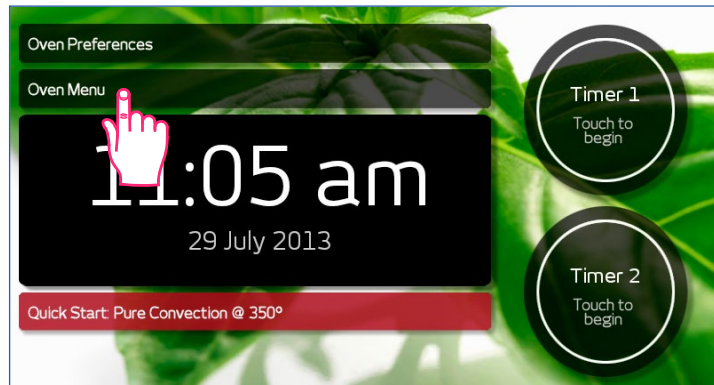 Oven Preferences
Oven Menu
11:05 am
29 July 2013
Quick Start: Pure Convection @ 350°
Timer 1
Touch to
begin
Timer 2
Touch to
begin